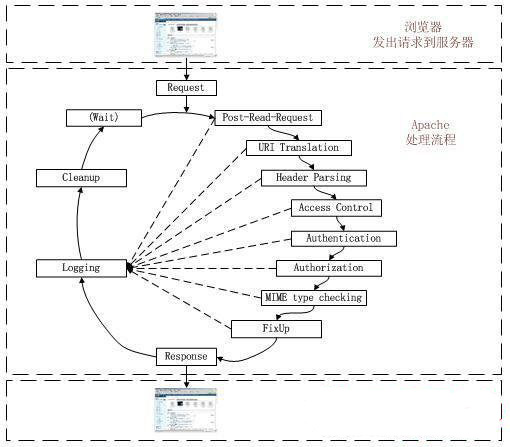 浏览器
发出请求到服务器
Request
(Wait)
Post-Read-Request
Apache
处理流程
URI Translation
Cleanup
Header Parsing
Access Control
Authentication
Logging
Authorization
MIME type checking
FixUp
Response